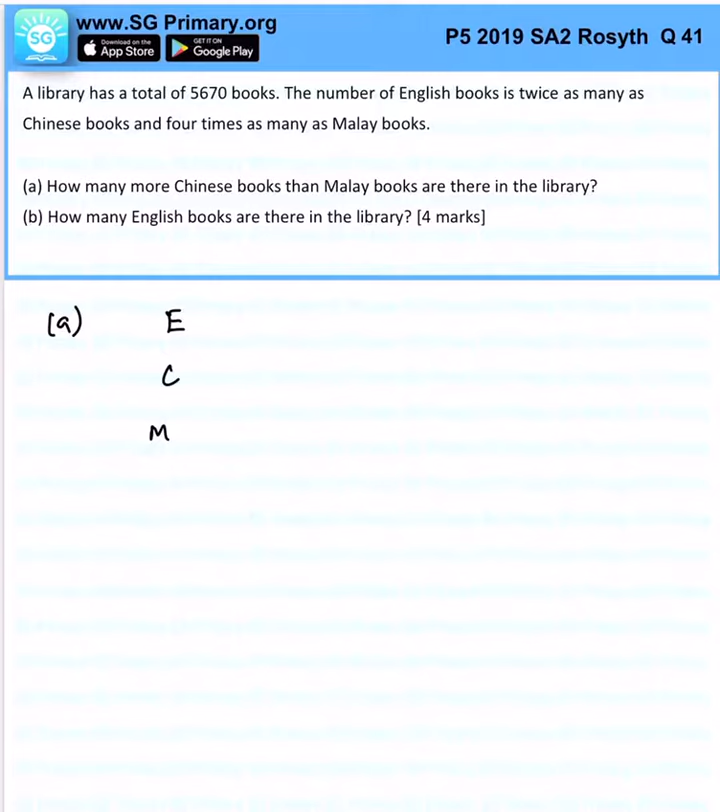 www.SG Primary.org
SG
Download on the
App Store
GET IT ON
Google Play
P5 2019 SA2 Rosyth Q 41
A library has a total of 5670 books. The number of English books is twice as many as
Chinese books and four times as many as Malay books.
(a) How many more Chinese books than Malay books are there in the library?
(b) How many English books are there in the library? [4 marks]
(a) E
C
M